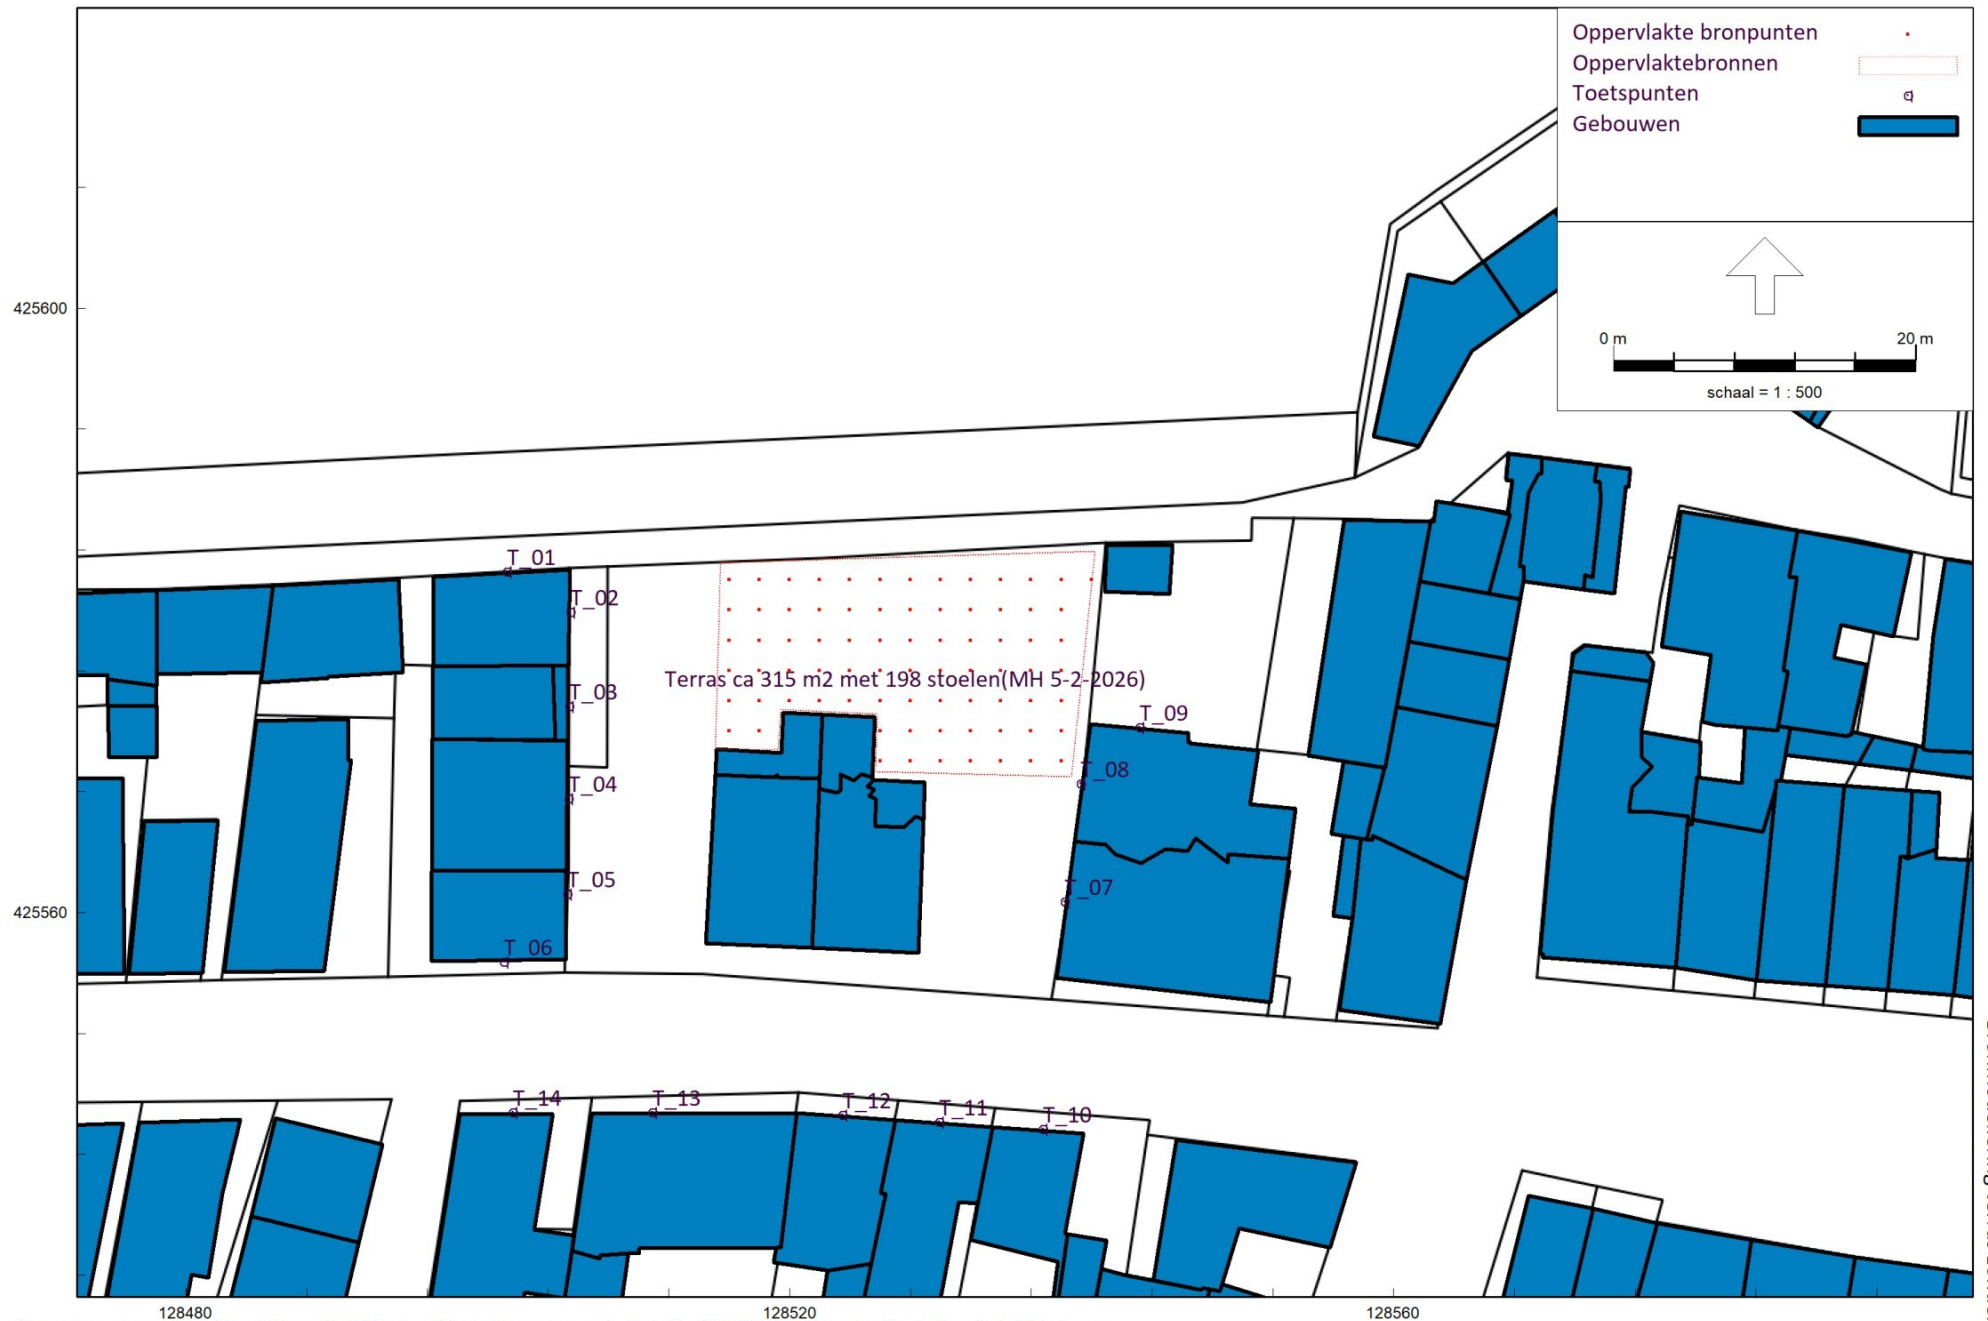 Oppervlakte bronpunten
Oppervlaktebronnen
Toetspunten
Gebouwen
0 m
20 m
schaal = 1 : 500
425600
T_01
T_02
Terras ca 315 m2 met 198 stoelen(MH 5-2-2026)
T_03
T_09
T_04
T_08
T_05
T_07
425560
T_06
T_14
T_13
T_12
T_11
T_10
128480
128520
128560